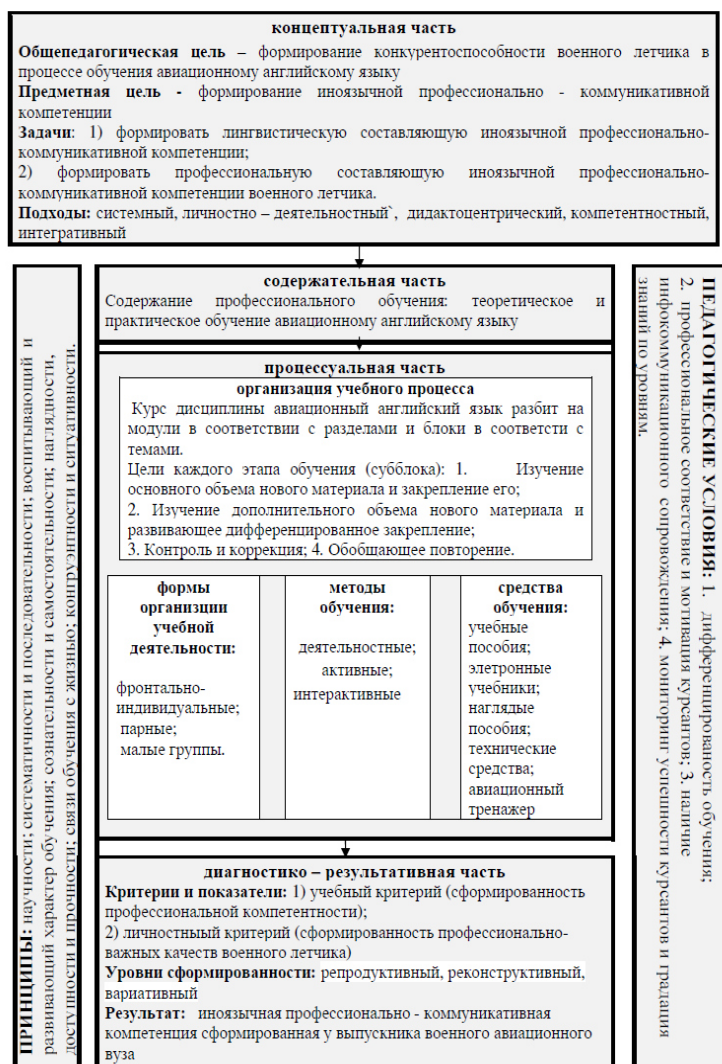 концептуальная часть
Общепедагогическая цель – формирование конкурентоспособности военного летчика в
процессе обучения авиационному английскому языку
Предметная цель - формирование иноязычной профессионально - коммуникативной
компетенции
Задачи: 1) формировать лингвистическую составляющую иноязычной профессионально-
коммуникативной компетенции;
2) формировать профессиональную составляющую иноязычной профессионально-
коммуникативной компетенции военного летчика.
Подходы: системный, личностно – деятельностный`, дидактоцентрический, компетентностный,
интегративный
ПРИНЦИПЫ: научности; систематичности и последовательности; воспитывающий и
развивающий характер обучения; сознательности и самостоятельности; наглядности,
доступности и прочности; связи обучения с жизнью; конгруэнтности и ситуативности.
содержательная часть
Содержание профессионального обучения: теоретическое и
практическое обучение авиационному английскому языку
процессуальная часть
организация учебного процесса
Курс дисциплины авиационный английский язык разбит на
модули в соответствии с разделами и блоки в соответсти с
темами.
Цели каждого этапа обучения (субблока): 1. Изучение
основного объема нового материала и закрепление его;
2. Изучение дополнительного объема нового материала и
развивающее дифференцированное закрепление;
3. Контроль и коррекция; 4. Обобщающее повторение.
формы
организции
учебной
деятельности:
фронтально-
индивидуальные;
парные;
малые группы.
методы
обучения:
деятельностные;
активные;
интерактивные
средства
обучения:
учебные
пособия;
элетронные
учебники;
наглядые
пособия;
технические
средства;
авиационный
тренажер
диагностико – результативная часть
Критерии и показатели: 1) учебный критерий (сформированность
профессиональной компетентности);
2) личностныый критерий (сформированность профессионально-
важных качеств военного летчика)
Уровни сформированности: репродуктивный, реконструктивный,
вариативный
Результат: иноязычная профессионально - коммуникативная
компетенция сформированная у выпускника военного авиационного
вуза
ПЕДАГОГИЧЕСКИЕ УСЛОВИЯ: 1. дифференцированость обучения;
2. профессиональное соответствие и мотивация курсантов; 3. наличие
инфокоммуникационного сопровождения; 4. мониторинг успешности курсантов и градация
знаний по уровням.